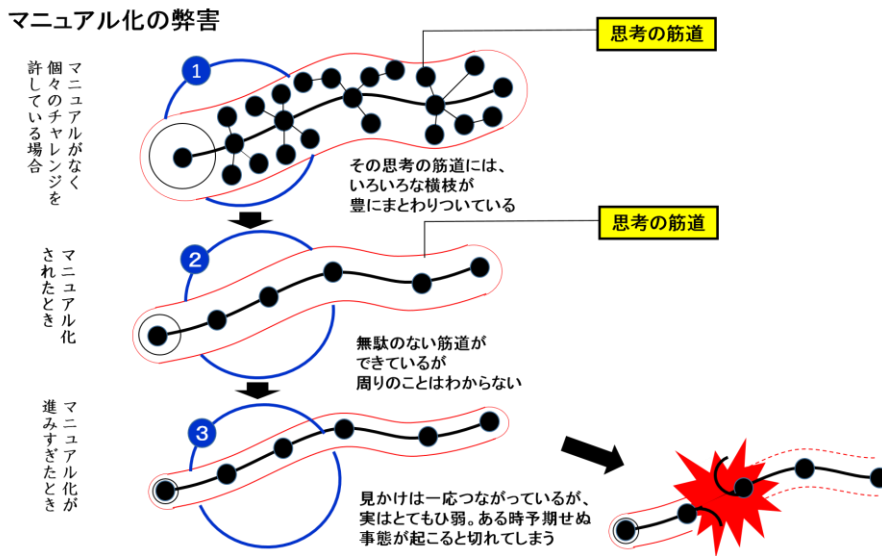 マニュアル化の弊害
思考の筋道
1
マニュアルがなく
個々のチャレンジを
許している場合
その思考の筋道には、
いろいろな横枝が
豊にまとわりついている
思考の筋道
2
マニュアル化
されたとき
無駄のない筋道が
できているが
周りのことはわからない
3
マニュアル化が
進みすぎたとき
見かけは一応つながっているが、
実はとてもひ弱。ある時予期せぬ
事態が起こると切れてしまう